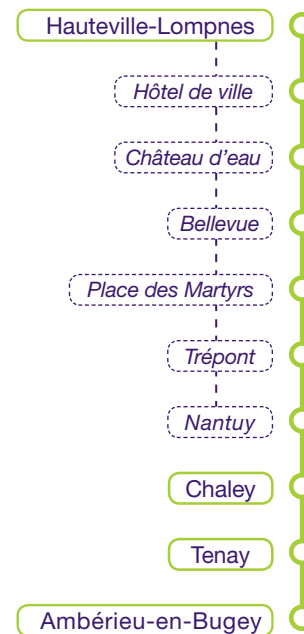 Hauteville-Lompnes
Hôtel de ville
Château d'eau
Bellevue
Place des Martyrs
Trépont
Nantuy
Chaley
Tenay
Ambérieu-en-Bugey